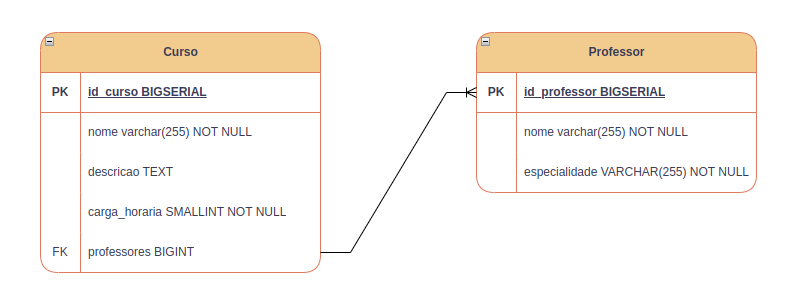 Curso
PK id_curso BIGSERIAL
nome varchar(255) NOT NULL
descricao TEXT
carga_horaria SMALLINT NOT NULL
FK professores BIGINT
Professor
PK id_professor BIGSERIAL
nome varchar(255) NOT NULL
especialidade VARCHAR(255) NOT NULL